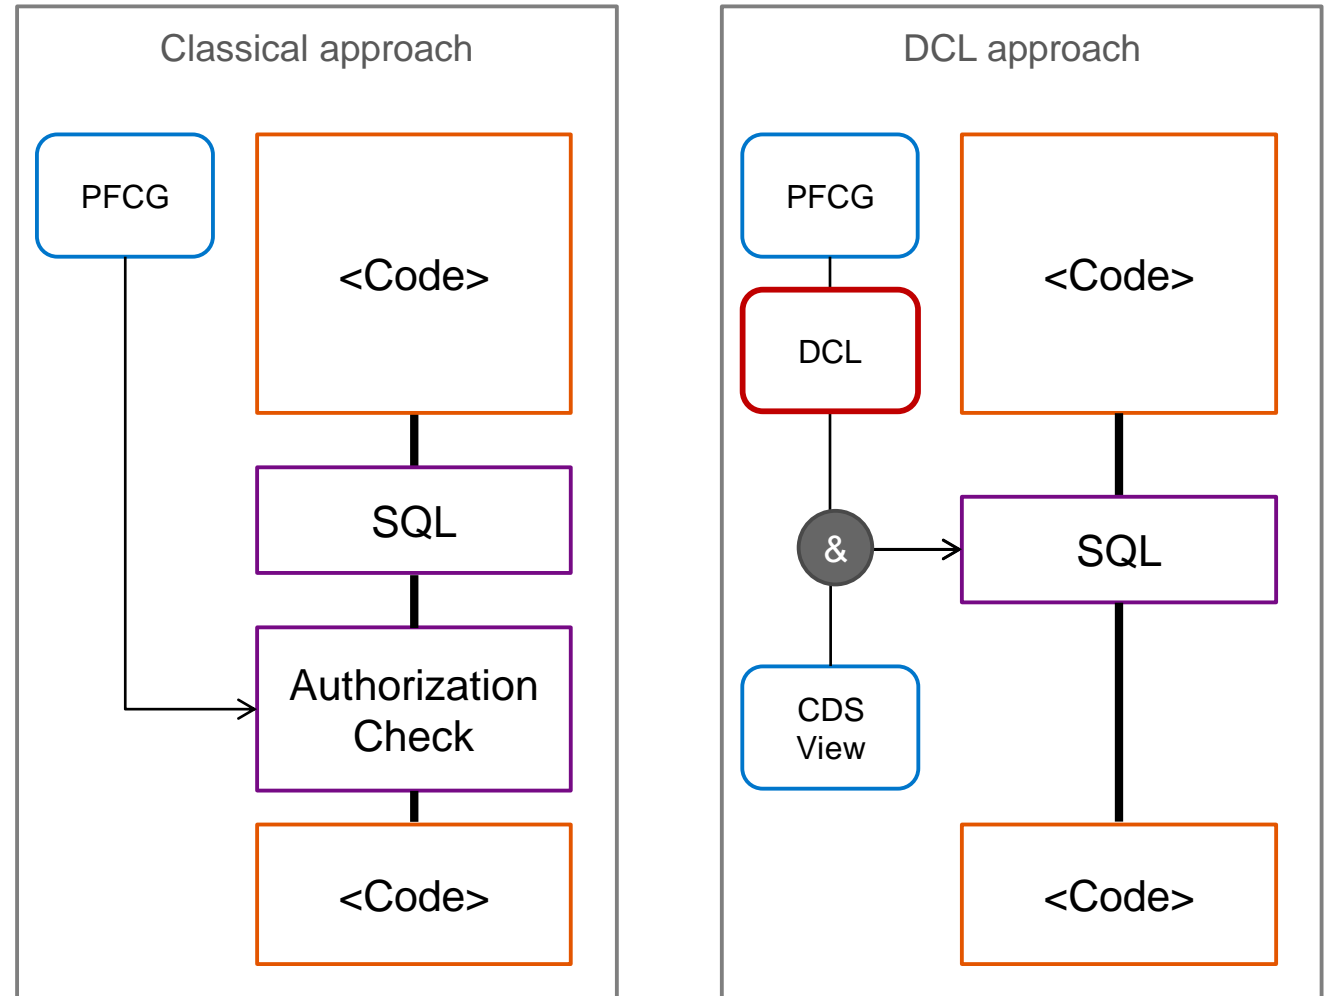 Classical approach
PFCG
<Code>
SQL
Authorization
Check
<Code>
DCL approach
PFCG
<Code>
DCL
&
SQL
CDS
View
<Code>